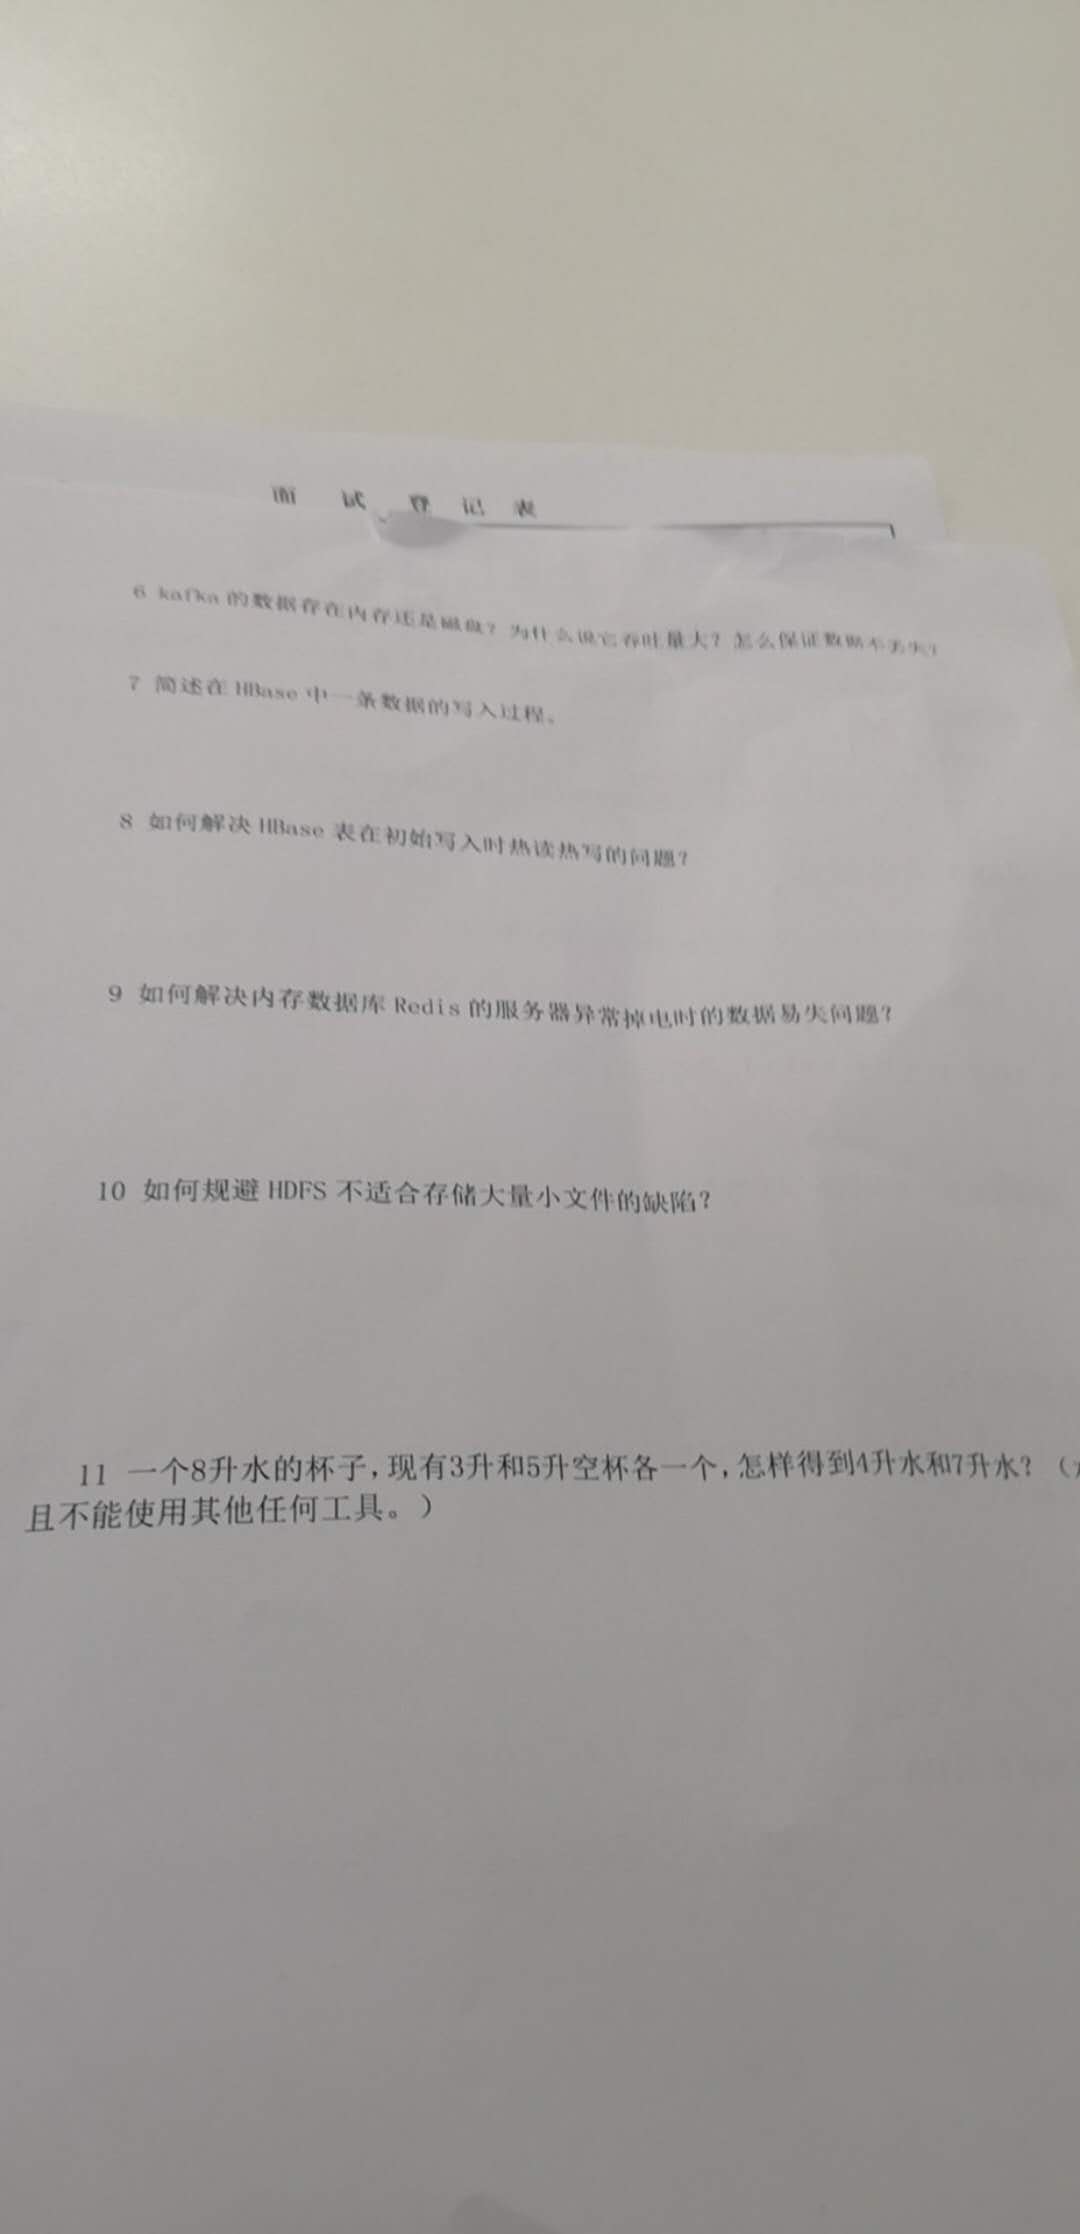 面 试 登 记 表
6 kafka 的数据存在内存还是磁盘？为什么说它吞吐量大？怎么保证数据不丢失？
7 简述在 HBase 中一条数据的写入过程。
8 如何解决 HBase 表在初始写入时热读热写的问题？
9 如何解决内存数据库 Redis 的服务器异常掉电时的数据易失问题？
10 如何规避 HDFS 不适合存储大量小文件的缺陷？
11 一个8升水的杯子，现有3升和5升空杯各一个，怎样得到4升水和7升水？（
且不能使用其他任何工具。）